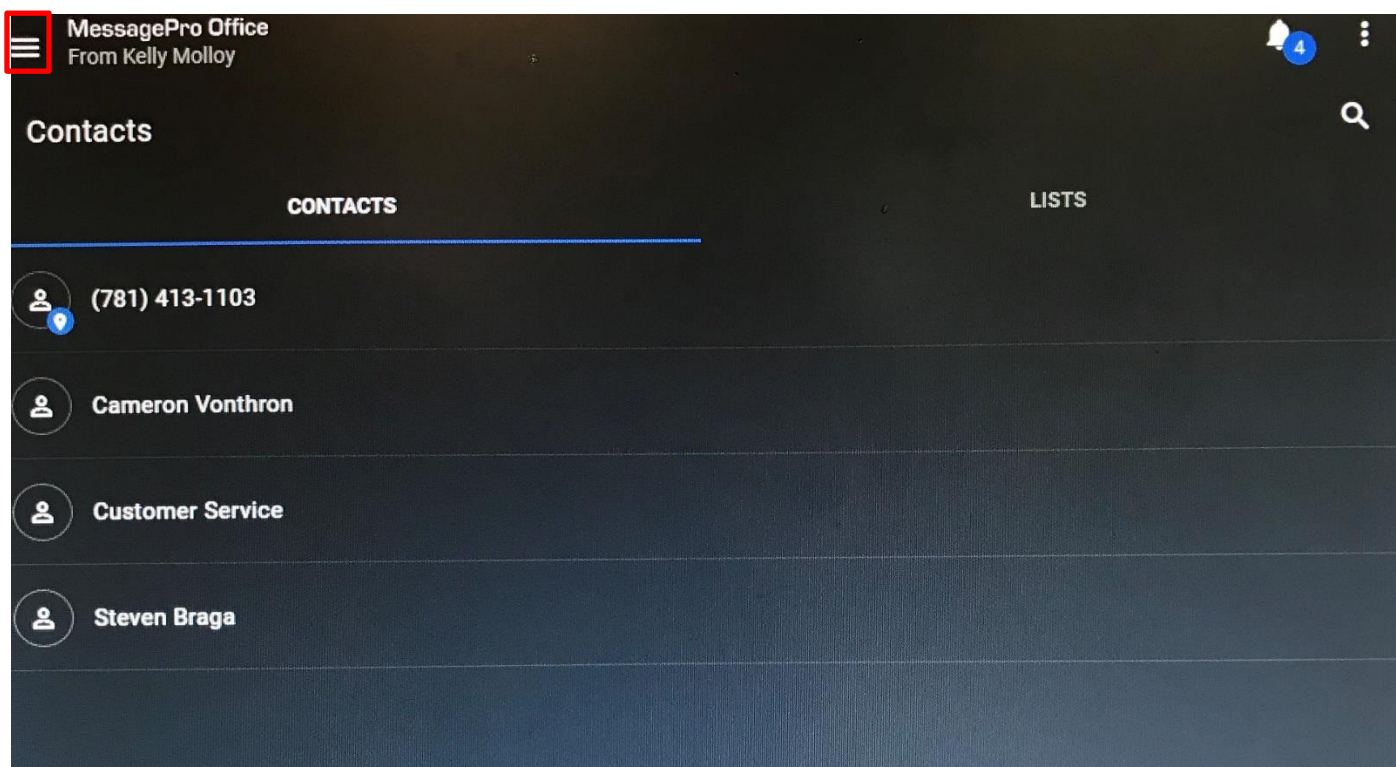 MessagePro Office
From Kelly Molloy
4
Contacts
CONTACTS
LISTS
(781) 413-1103
Cameron Vonthron
Customer Service
Steven Braga